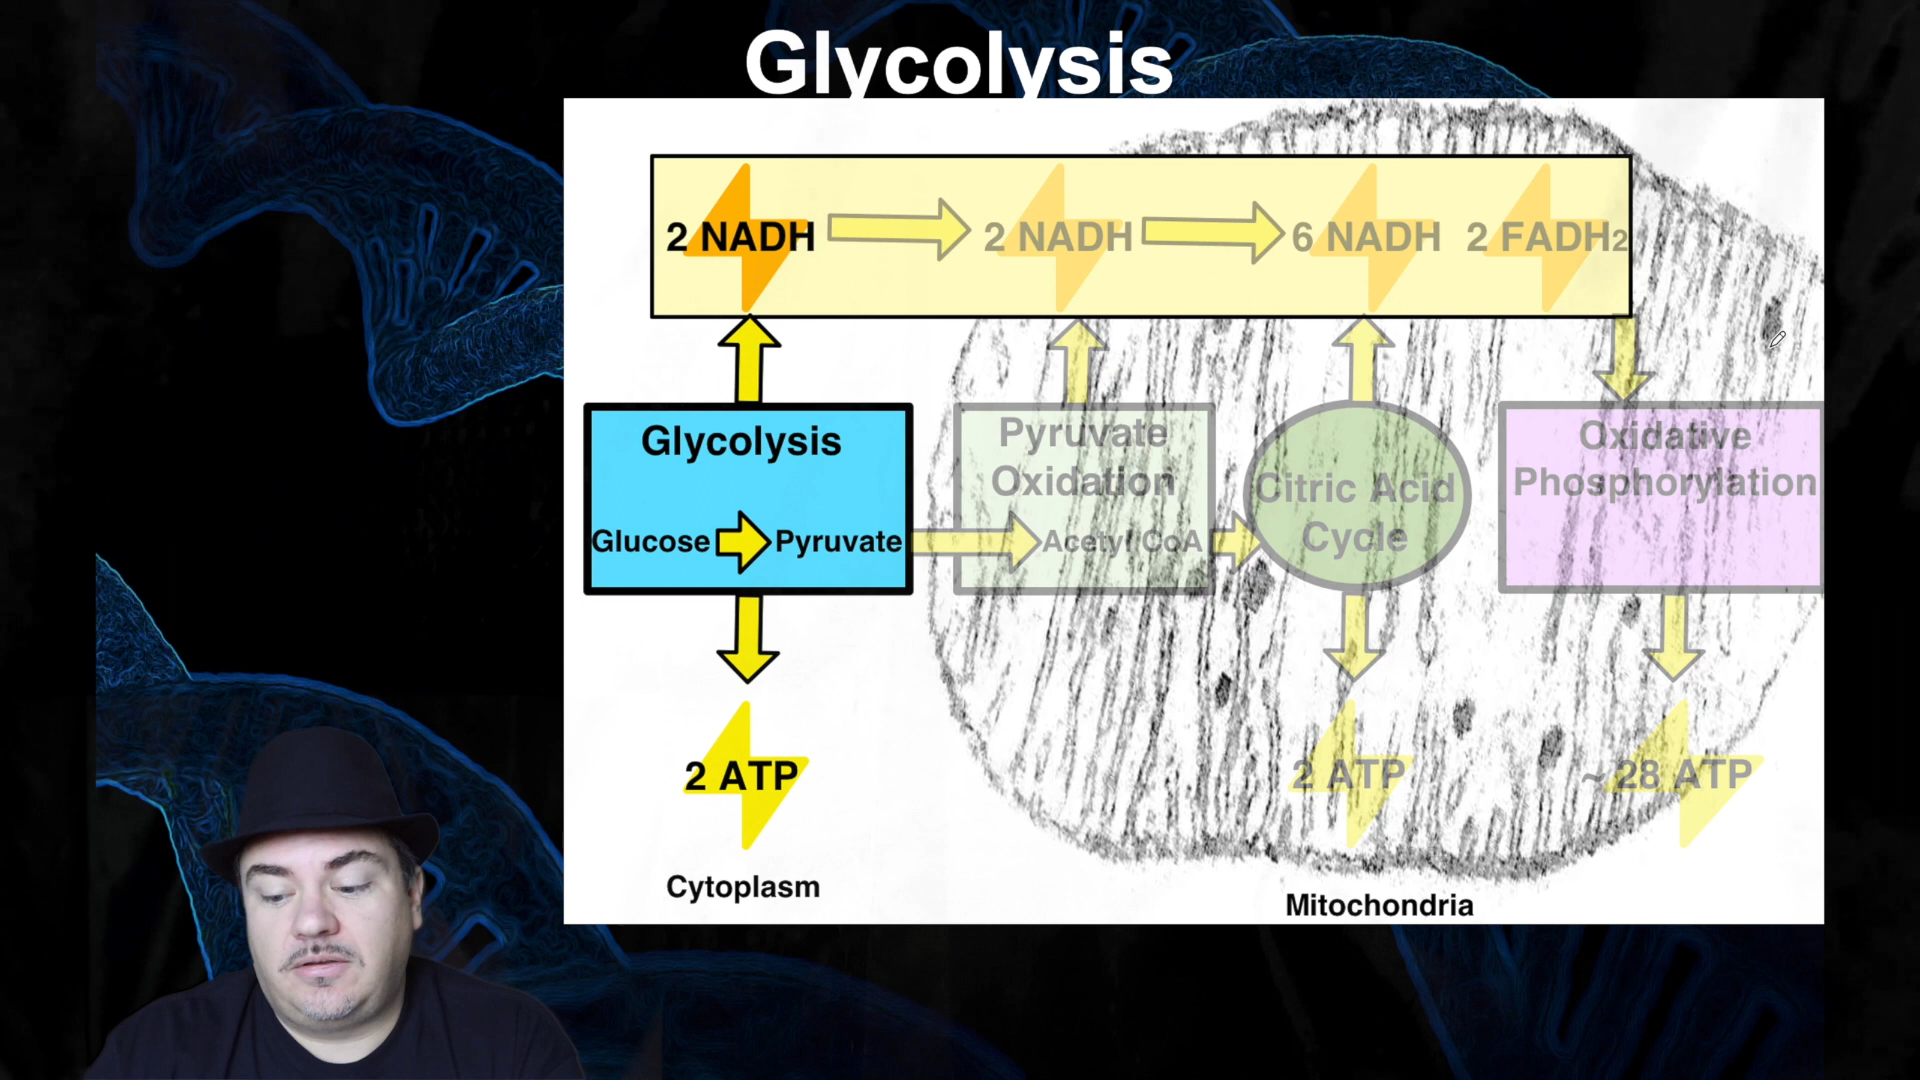 Glycolysis
2 NADH
2 NADH
6 NADH
2 FADH₂
Glycolysis
Glucose
Pyruvate
Pyruvate
Oxidation
Acetyl CoA
Citric Acid
Cycle
Oxidative
Phosphorylation
2 ATP
2 ATP
~ 28 ATP
Cytoplasm
Mitochondria